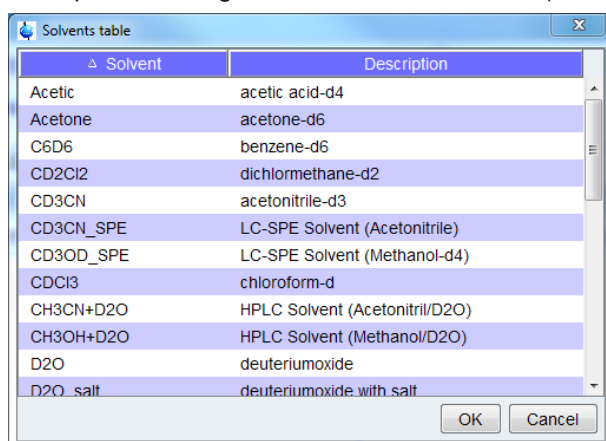 Solvents table
Solvent Description
Acetic acetic acid-d4
Acetone acetone-d6
C6D6 benzene-d6
CD2Cl2 dichlormethane-d2
CD3CN acetonitrile-d3
CD3CN_SPE LC-SPE Solvent (Acetonitrile)
CD3OD_SPE LC-SPE Solvent (Methanol-d4)
CDCl3 chloroform-d
CH3CN+D2O HPLC Solvent (Acetonitril/D2O)
CH3OH+D2O HPLC Solvent (Methanol/D2O)
D2O deuteriumoxide
D2O_salt deuteriumoxide with salt
OK Cancel